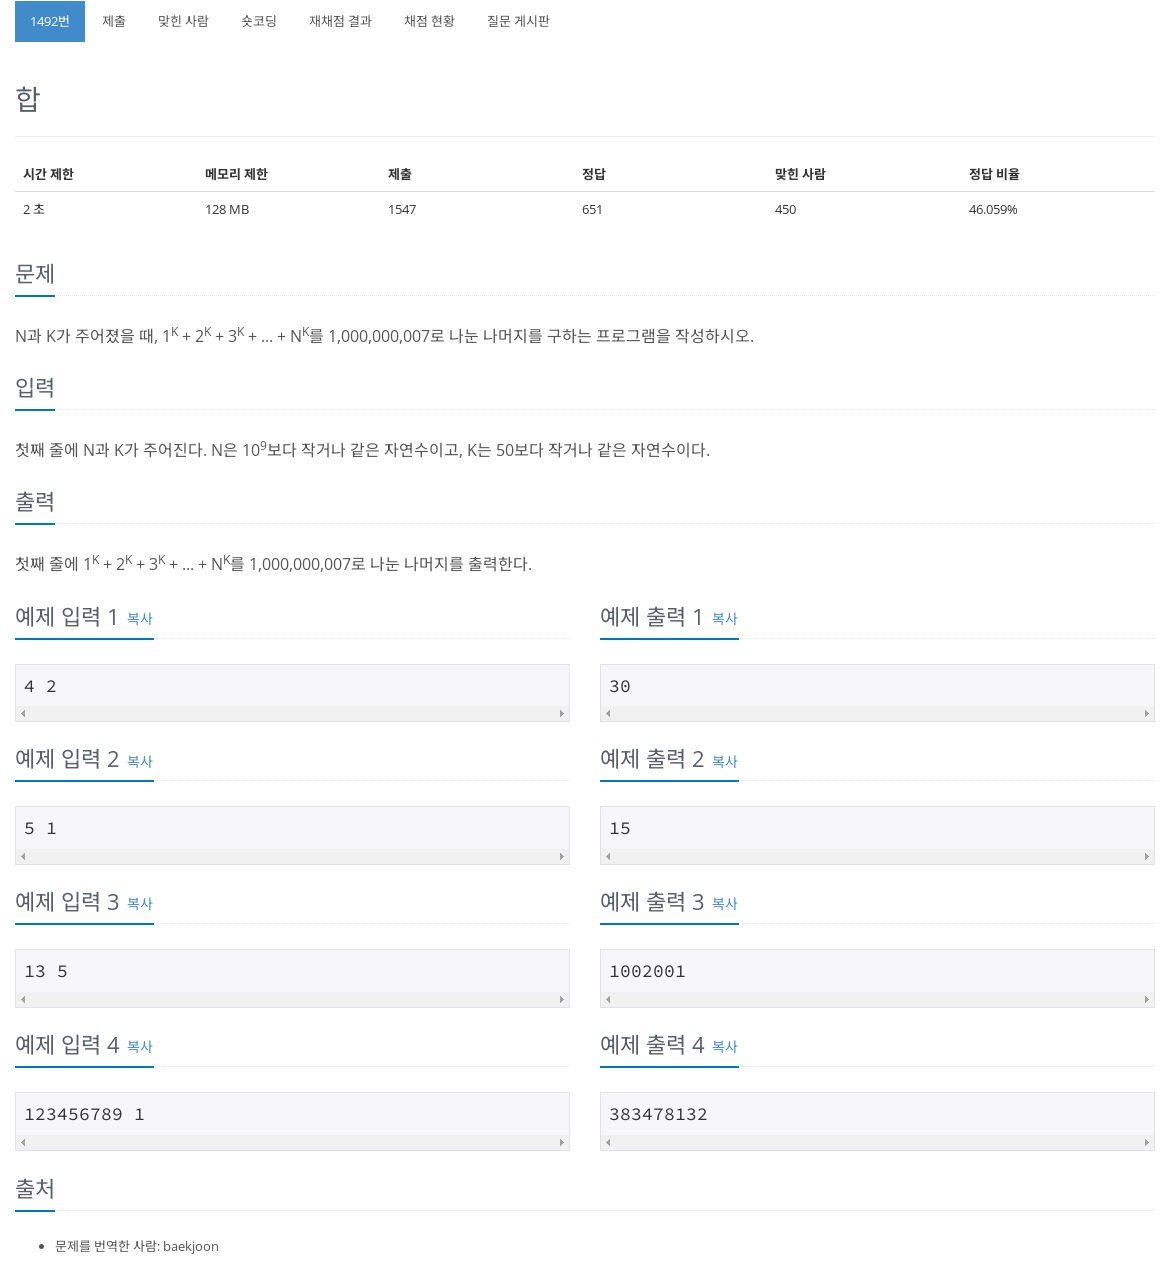 1492번 제출 맞힌 사람 숏코딩 재채점 결과 채점 현황 질문 게시판
합
시간 제한 메모리 제한 제출 정답 맞힌 사람 정답 비율
2 초 128 MB 1547 651 450 46.059%
문제
N과 K가 주어졌을 때, 1^K + 2^K + 3^K + ... + N^K를 1,000,000,007로 나눈 나머지를 구하는 프로그램을 작성하시오.
입력
첫째 줄에 N과 K가 주어진다. N은 10^9보다 작거나 같은 자연수이고, K는 50보다 작거나 같은 자연수이다.
출력
첫째 줄에 1^K + 2^K + 3^K + ... + N^K를 1,000,000,007로 나눈 나머지를 출력한다.
예제 입력 1 복사 예제 출력 1 복사
4 2 30
예제 입력 2 복사 예제 출력 2 복사
5 1 15
예제 입력 3 복사 예제 출력 3 복사
13 5 1002001
예제 입력 4 복사 예제 출력 4 복사
123456789 1 383478132
출처
• 문제를 번역한 사람: baekjoon